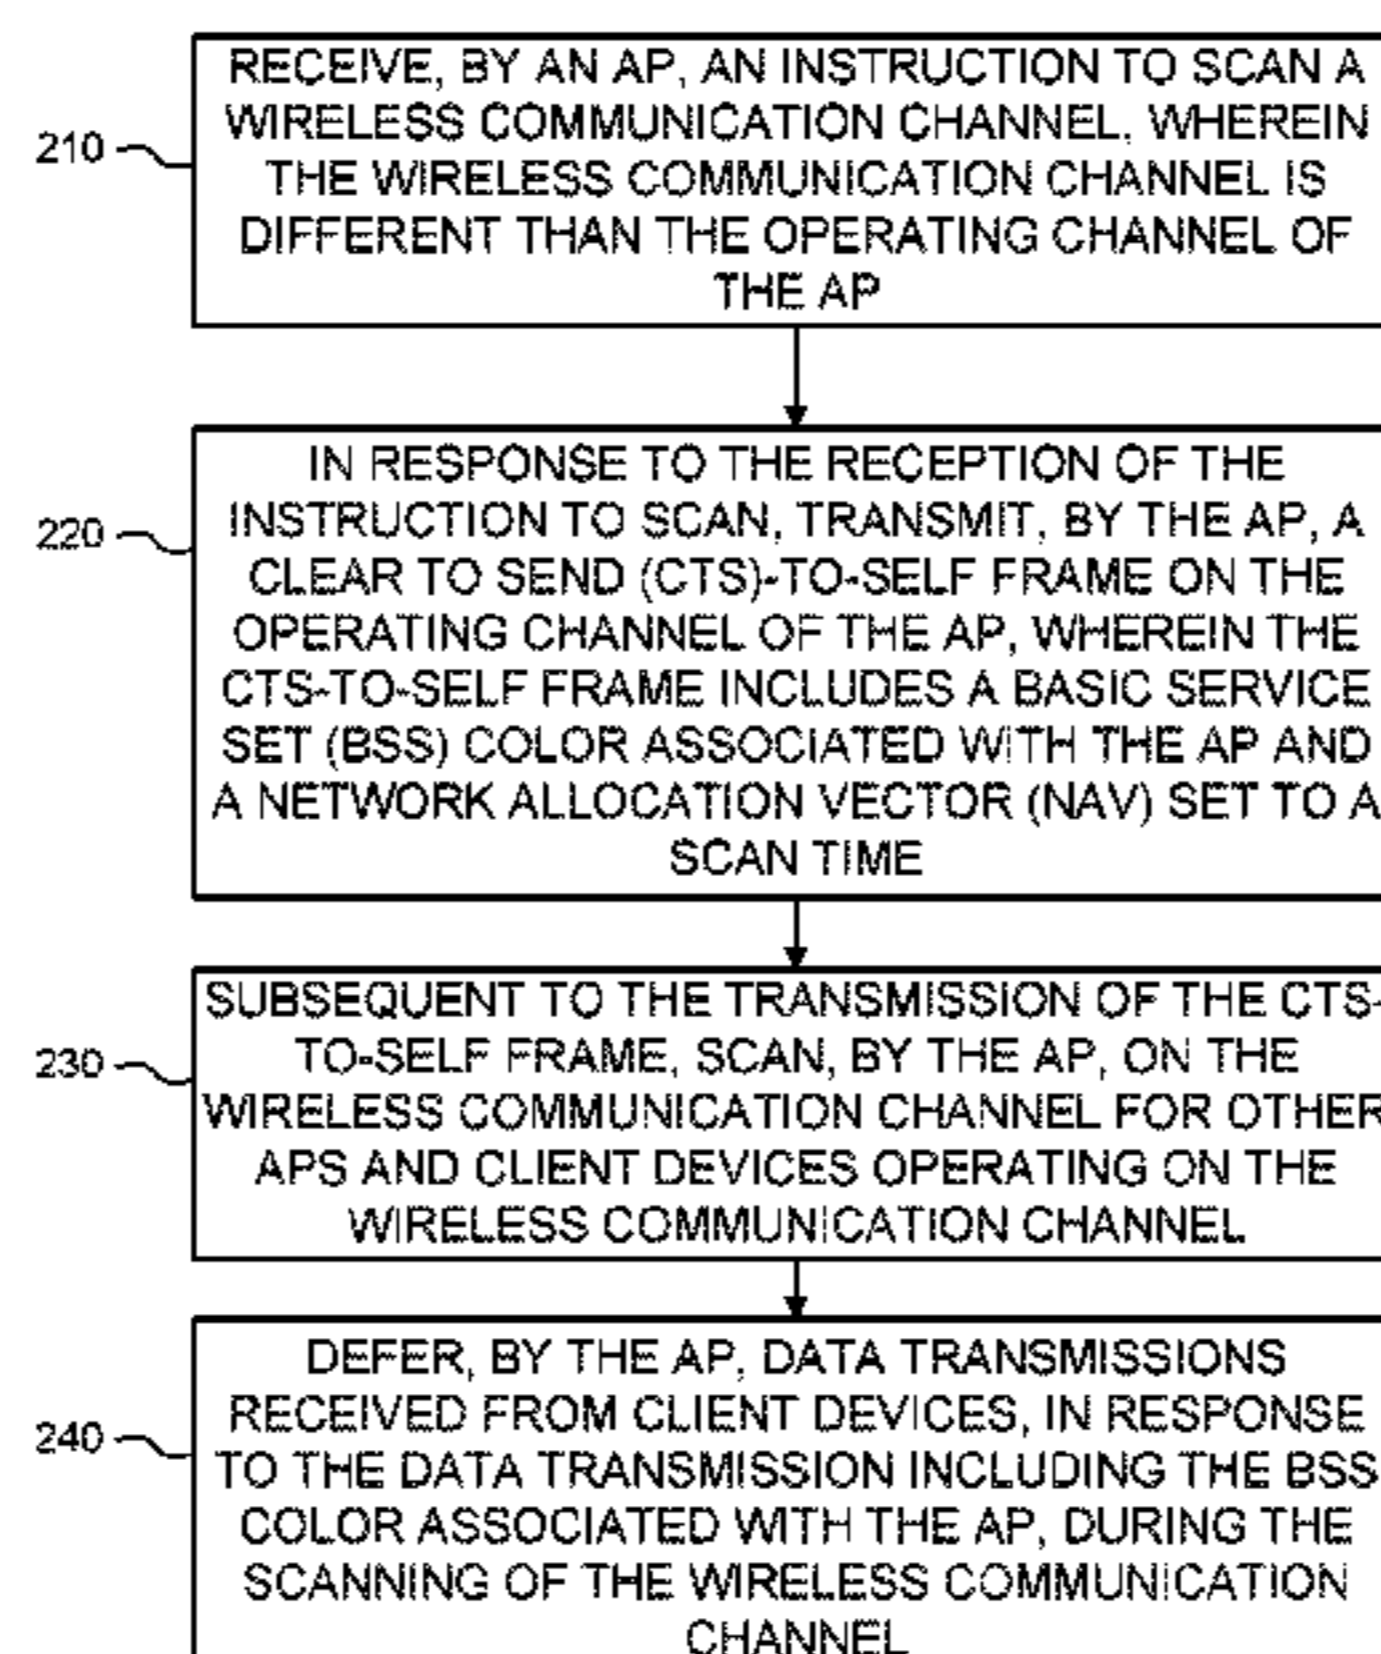 RECEIVE, BY AN AP, AN INSTRUCTION TO SCAN A
WIRELESS COMMUNICATION CHANNEL, WHEREIN
210
THE WIRELESS COMMUNICATION CHANNEL IS
DIFFERENT THAN THE OPERATING CHANNEL OF
THE AP
IN RESPONSE TO THE RECEPTION OF THE
INSTRUCTION TO SCAN, TRANSMIT, BY THE AP, A
220
CLEAR TO SEND (CTS)-TO-SELF FRAME ON THE
OPERATING CHANNEL OF THE AP, WHEREIN THE
CTS-TO-SELF FRAME INCLUDES A BASIC SERVICE
SET (BSS) COLOR ASSOCIATED WITH THE AP AND
A NETWORK ALLOCATION VECTOR (NAV) SET TO A
SCAN TIME
SUBSEQUENT TO THE TRANSMISSION OF THE CTS-
TO-SELF FRAME, SCAN, BY THE AP, ON THE
230
WIRELESS COMMUNICATION CHANNEL FOR OTHER
APS AND CLIENT DEVICES OPERATING ON THE
WIRELESS COMMUNICATION CHANNEL
DEFER, BY THE AP, DATA TRANSMISSIONS
RECEIVED FROM CLIENT DEVICES, IN RESPONSE
240
TO THE DATA TRANSMISSION INCLUDING THE BSS
COLOR ASSOCIATED WITH THE AP, DURING THE
SCANNING OF THE WIRELESS COMMUNICATION
CHANNEL